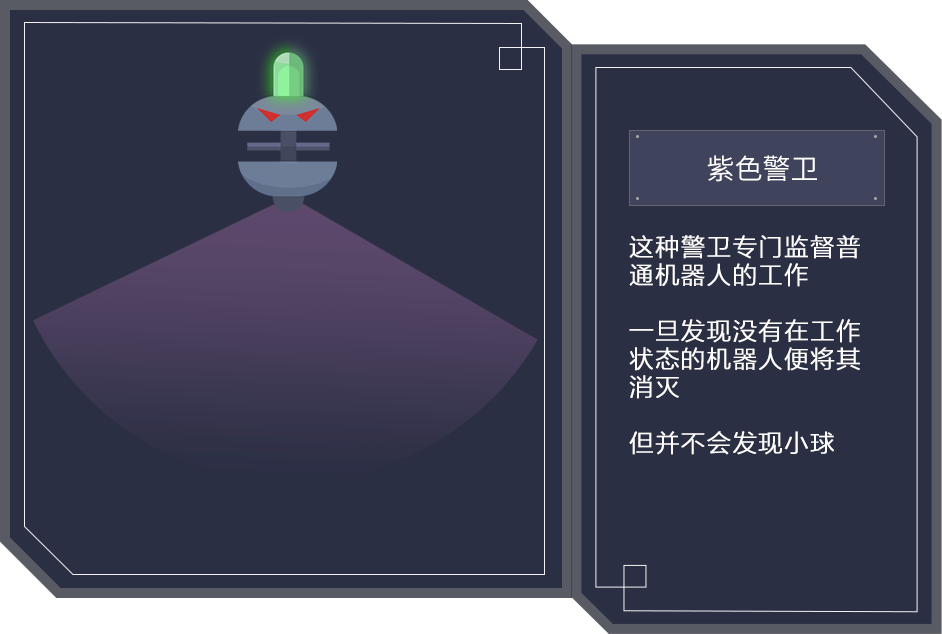 紫色警卫
这种警卫专门监督普
通机器人的工作
一旦发现没有在工作
状态的机器人便将其
消灭
但并不会发现小球